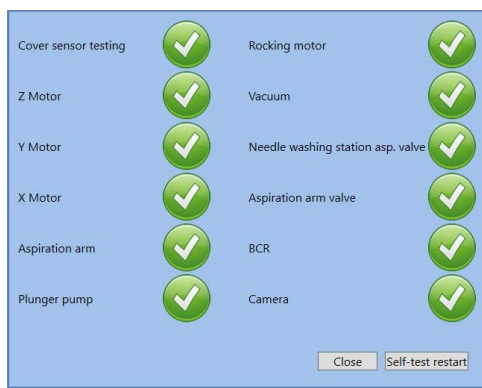 Cover sensor testing
Rocking motor
Z Motor
Vacuum
Y Motor
Needle washing station asp. valve
X Motor
Aspiration arm valve
Aspiration arm
BCR
Plunger pump
Camera
Close
Self-test restart